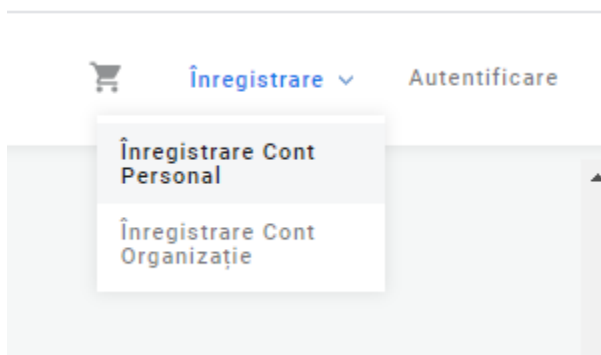 Înregistrare
Autentificare
Înregistrare Cont
Personal
Înregistrare Cont
Organizație